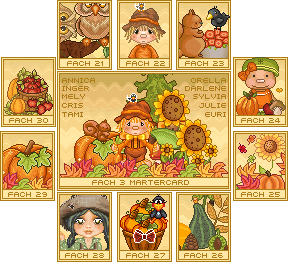 FACH 21
FACH 22
FACH 23
ANNICA
INGER
MELY
CRIS
TAMI
ORELLA
DARLENE
SYLVIA
JULIE
EURI
FACH 30
FACH 24
FACH 3 MARTERCARD
FACH 29
FACH 25
FACH 28
FACH 27
FACH 26